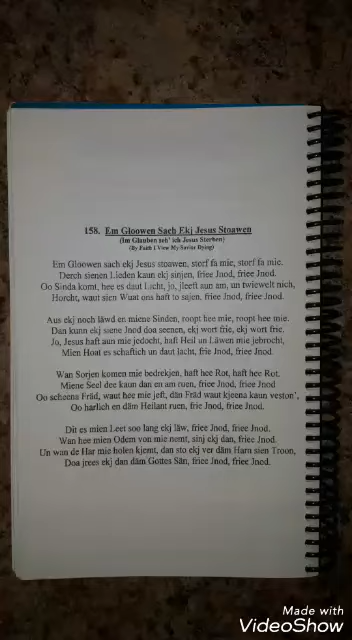 158. Em Gloowen Sach Ekj Jesus Stoawen
(Im Glauben seh' ich Jesus Sterben)
(By Faith I View My Savior Dying)
Em Gloowen sach ekj Jesus stoawen, storf fa mie, storf fa mie.
Derch sienen Lieden kaun ekj sinjen, friee Jnod, friee Jnod.
Oo Sinda komt, hee es daut Licht, jo, jleeft aun am, un twiewelt nich,
Horcht, waut sien Wuat ons haft to sajen, friee Jnod, friee Jnod.
Aus ekj noch läwd en miene Sinden, roopt hee mie, roopt hee mie.
Dan kunn ekj siene Jnod doa seenen, ekj wort frie, ekj wort frie.
Jo, Jesus haft aun mie jedocht, haft Heil un Läwen mie jebrocht,
Mien Hoat es schaftich un daut lacht, frie Jnod, friee Jnod.
Wan Sorjen komen mie bedrekjen, haft hee Rot, haft hee Rot.
Miene Seel dee kaun dan en am ruen, friee Jnod, friee Jnod
Oo scheena Fräd, waut hee mie jeft, dän Fräd waut kjeena kaun veston',
Oo harlich en däm Heilant ruen, frie Jnod, friee Jnod.
Dit es mien Leet soo lang ekj läw, friee Jnod, friee Jnod.
Wan hee mien Odem von mie nemt, sinj ekj dan, friee Jnod.
Un wan de Har mie holen kjemt, dan sto ekj ver däm Harn sien Troon,
Doa jrees ekj dan däm Gottes Sän, friee Jnod, friee Jnod.
Made with
VideoShow